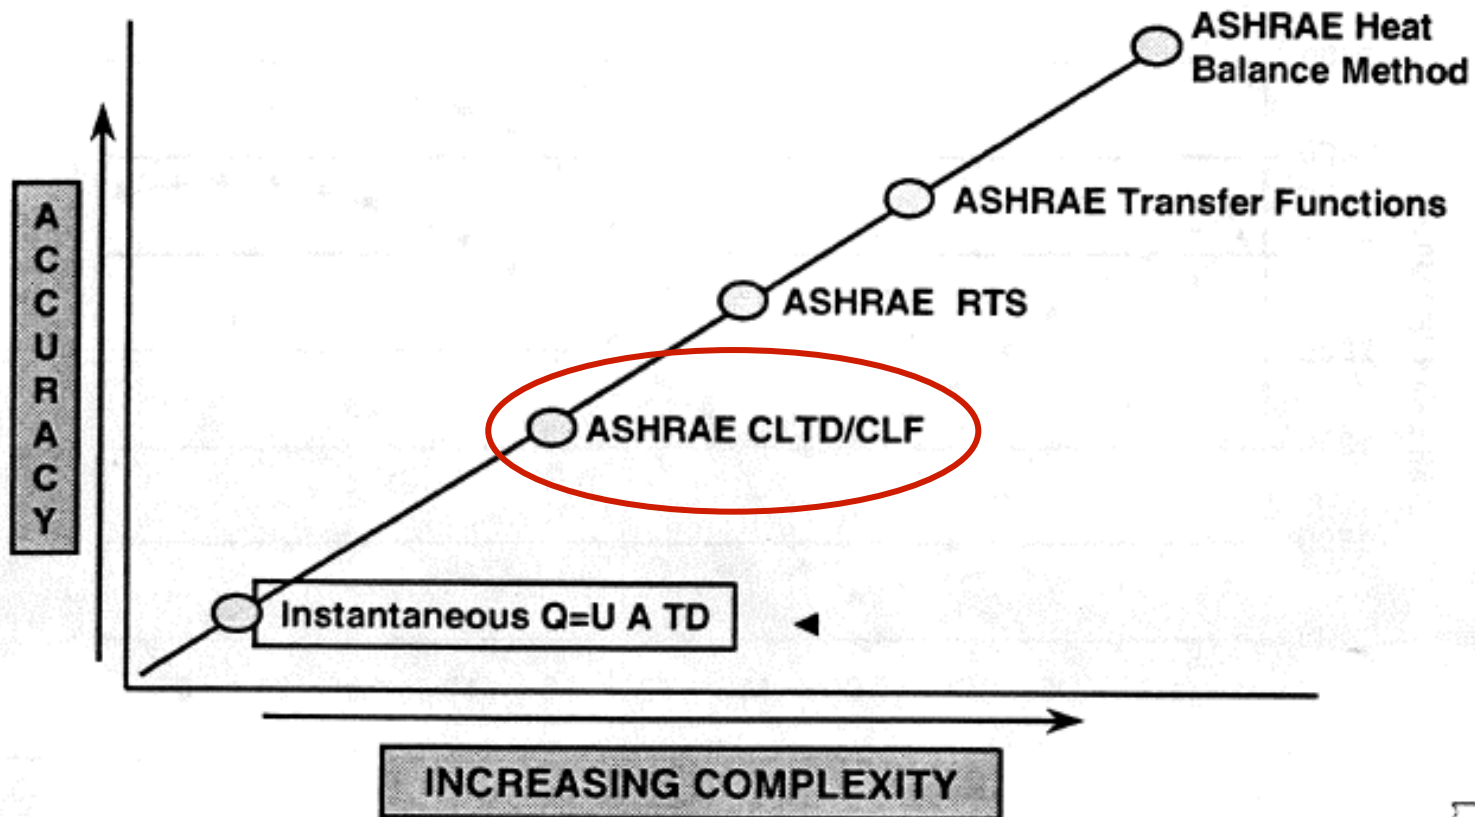 ASHRAE Heat
Balance Method
ASHRAE Transfer Functions
ASHRAE RTS
ASHRAE CLTD/CLF
Instantaneous Q=U A TD
ACCURACY
INCREASING COMPLEXITY